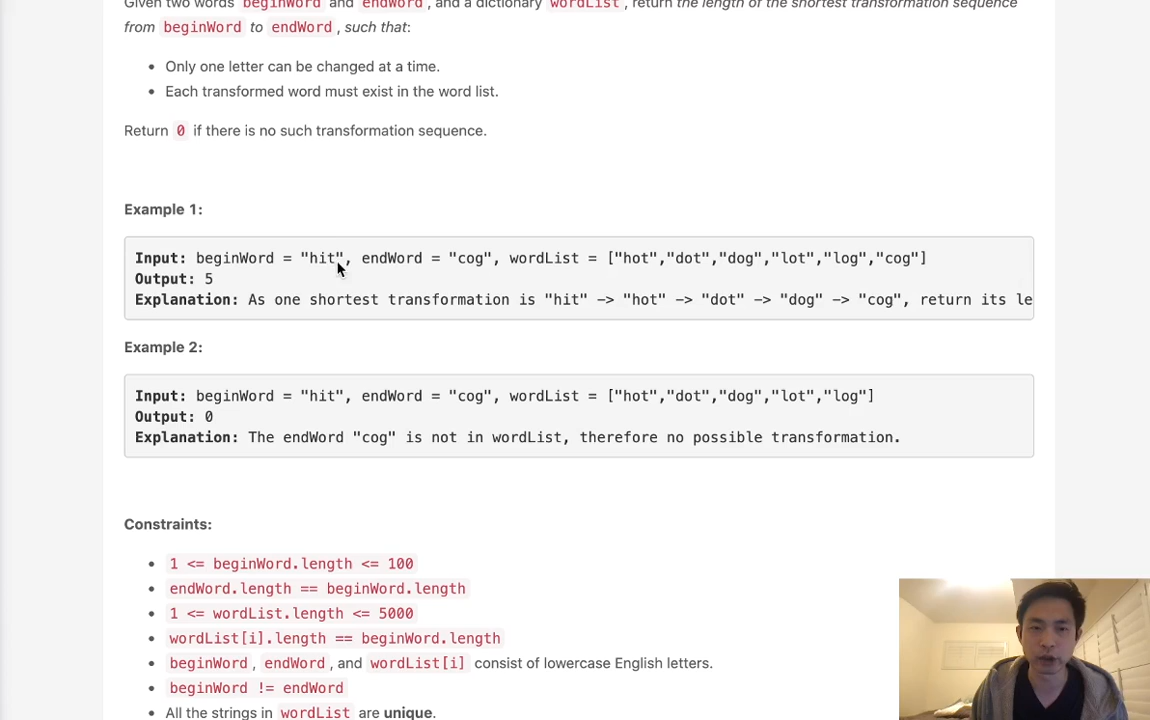 Given two words beginWord and endWord, and a dictionary wordList, return the length of the shortest transformation sequence
from beginWord to endWord, such that:
• Only one letter can be changed at a time.
• Each transformed word must exist in the word list.
Return 0 if there is no such transformation sequence.
Example 1:
Input: beginWord = "hit", endWord = "cog", wordList = ["hot","dot","dog","lot","log","cog"]
Output: 5
Explanation: As one shortest transformation is "hit" -> "hot" -> "dot" -> "dog" -> "cog", return its le
Example 2:
Input: beginWord = "hit", endWord = "cog", wordList = ["hot","dot","dog","lot","log"]
Output: 0
Explanation: The endWord "cog" is not in wordList, therefore no possible transformation.
Constraints:
• 1 <= beginWord.length <= 100
• endWord.length == beginWord.length
• 1 <= wordList.length <= 5000
• wordList[i].length == beginWord.length
• beginWord, endWord, and wordList[i] consist of lowercase English letters.
• beginWord != endWord
• All the strings in wordList are unique.